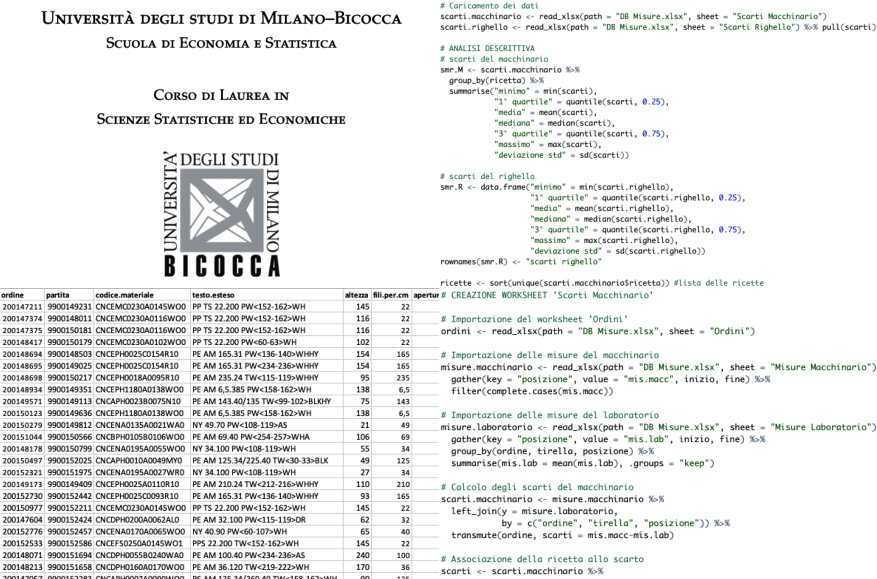 Università degli studi di Milano–Bicocca
Scuola di Economia e Statistica
Corso di Laurea in
Scienze Statistiche ed Economiche
UNIVERSITA' DEGLI STUDI DI MILANO
BICOCCA
ordine partita codice.materiale testo.esteso altezza fili.per.cm apertur
200147211 9900149231 CNCEMC0230A0145WO0 PP TS 22.200 PW<152-162>WH 145 22
200147374 9900148011 CNCEMC0230A0116WO0 PP TS 22.200 PW<152-162>WH 116 22
200147375 9900150181 CNCEMC0230A0116WO0 PP TS 22.200 PW<152-162>WH 116 22
200148417 9900150179 CNCEMC0230A0102WO0 PP TS 22.200 PW<60-63>WH 102 22
200148694 9900148503 CNCEPH0025C0154R10 PE AM 165.31 PW<136-140>WHHY 154 165
200148695 9900149025 CNCEPH0025C0154R10 PE AM 165.31 PW<234-236>WHHY 154 165
200148698 9900150217 CNCEPH0018A0095R10 PE AM 235.24 TW<115-119>WHHY 95 235
200148934 9900149351 CNCEPH1180A0138WO0 PE AM 6,5.385 PW<158-162>WH 138 6,5
200149571 9900149113 CNCAPH0023B0075N10 PE AM 143.40/135 TW<99-102>BLKHY 75 143
200150123 9900149636 CNCEPH1180A0138WO0 PE AM 6,5.385 PW<158-162>WH 138 6,5
200150279 9900149812 CNCENA0135A0021WA0 NY 49.70 PW<108-119>AS 21 49
200151044 9900150566 CNCBPH0105B0106WO0 PE AM 69.40 PW<254-257>WHA 106 69
200148178 9900150799 CNCENA0195A0055WO0 NY 34.100 PW<108-119>WH 55 34
200150497 9900152025 CNCAPH0010A0049MY0 PE AM 125.34/225.40 TW<30-33>BLK 49 125
200152321 9900151975 CNCENA0195A0027WR0 NY 34.100 PW<108-119>WH 27 34
200149173 9900149409 CNCEPH0025A0110R10 PE AM 210.24 TW<212-216>WHHY 110 210
200152730 9900152442 CNCEPH0025C0093R10 PE AM 165.31 PW<136-140>WHHY 93 165
200150977 9900152211 CNCEMC0230A0145WO0 PP TS 22.200 PW<152-162>WH 145 22
200147604 9900152424 CNCDPH0200A0062AL0 PE AM 32.100 PW<115-119>DR 62 32
200152776 9900152457 CNCENA0170A0065WO0 NY 40.90 PW<60-107>WH 65 40
200152533 9900152586 CNCEFS0250A0145WO1 PPS 22.200 TW<152-162>WH 145 22
200148071 9900151694 CNCDPH0055B0240WA0 PE AM 100.40 PW<234-236>AS 240 100
200148213 9900151658 CNCDPH0160A0170WO0 PE AM 36.120 TW<219-222>WH 170 36
# Caricamento dei dati
scarti.macchinario <- read_xlsx(path = "DB Misure.xlsx", sheet = "Scarti Macchinario")
scarti.righello <- read_xlsx(path = "DB Misure.xlsx", sheet = "Scarti Righello") %>% pull(scarti)
# ANALISI DESCRITTIVA
# scarti del macchinario
smr.M <- scarti.macchinario %>%
group_by(ricetta) %>%
summarise("minimo" = min(scarti),
"1° quartile" = quantile(scarti, 0.25),
"media" = mean(scarti),
"mediana" = median(scarti),
"3° quartile" = quantile(scarti, 0.75),
"massimo" = max(scarti),
"deviazione std" = sd(scarti))
# scarti del righello
smr.R <- data.frame("minimo" = min(scarti.righello),
"1° quartile" = quantile(scarti.righello, 0.25),
"media" = mean(scarti.righello),
"mediana" = median(scarti.righello),
"3° quartile" = quantile(scarti.righello, 0.75),
"massimo" = max(scarti.righello),
"deviazione std" = sd(scarti.righello))
rownames(smr.R) <- "scarti righello"
ricette <- sort(unique(scarti.macchinario$ricetta)) #lista delle ricette
# CREAZIONE WORKSHEET 'Scarti Macchinario'
# Importazione del worksheet 'Ordini'
ordini <- read_xlsx(path = "DB Misure.xlsx", sheet = "Ordini")
# Importazione delle misure del macchinario
misure.macchinario <- read_xlsx(path = "DB Misure.xlsx", sheet = "Misure Macchinario") %>%
gather(key = "posizione", value = "mis.macc", inizio, fine) %>%
filter(complete.cases(mis.macc))
# Importazione delle misure del laboratorio
misure.laboratorio <- read_xlsx(path = "DB Misure.xlsx", sheet = "Misure Laboratorio") %>%
gather(key = "posizione", value = "mis.lab", inizio, fine) %>%
group_by(ordine, tirella, posizione) %>%
summarise(mis.lab = mean(mis.lab), .groups = "keep")
# Calcolo degli scarti del macchinario
scarti.macchinario <- misure.macchinario %>%
left_join(y = misure.laboratorio,
by = c("ordine", "tirella", "posizione")) %>%
transmute(ordine, scarti = mis.macc-mis.lab)
# Associazione della ricetta allo scarto
scarti <- scarti.macchinario %>%